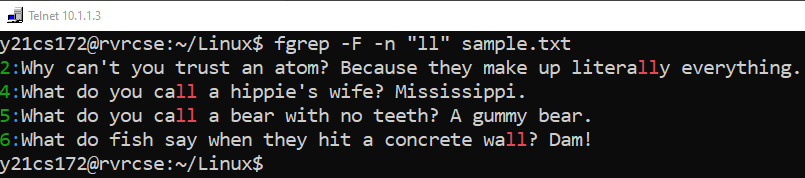 Telnet 10.1.1.3
y21cs172@rvrcse:~/Linux$ fgrep -F -n "ll" sample.txt
2:Why can't you trust an atom? Because they make up literally everything.
4:What do you call a hippie's wife? Mississippi.
5:What do you call a bear with no teeth? A gummy bear.
6:What do fish say when they hit a concrete wall? Dam!
y21cs172@rvrcse:~/Linux$